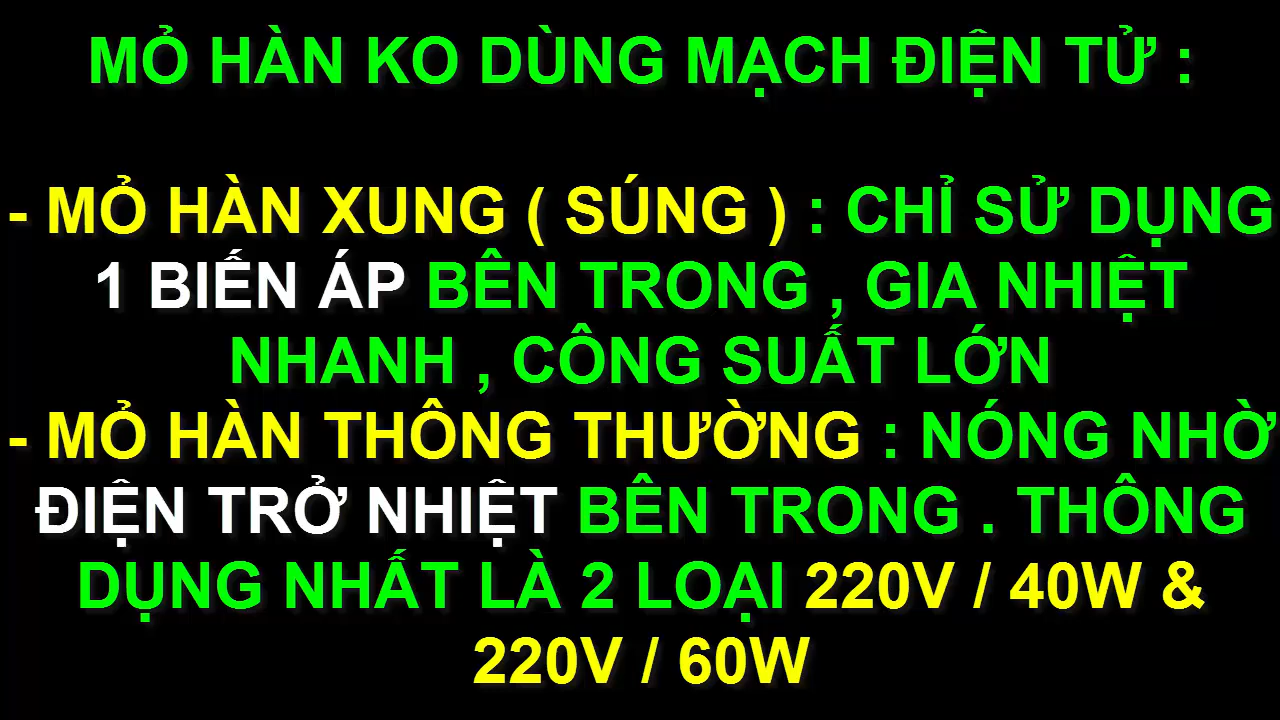 MỎ HÀN KO DÙNG MẠCH ĐIỆN TỬ :
- MỎ HÀN XUNG ( SÚNG ) : CHỈ SỬ DỤNG
1 BIẾN ÁP BÊN TRONG , GIA NHIỆT
NHANH , CÔNG SUẤT LỚN
- MỎ HÀN THÔNG THƯỜNG : NÓNG NHỜ
ĐIỆN TRỞ NHIỆT BÊN TRONG . THÔNG
DỤNG NHẤT LÀ 2 LOẠI 220V / 40W &
220V / 60W